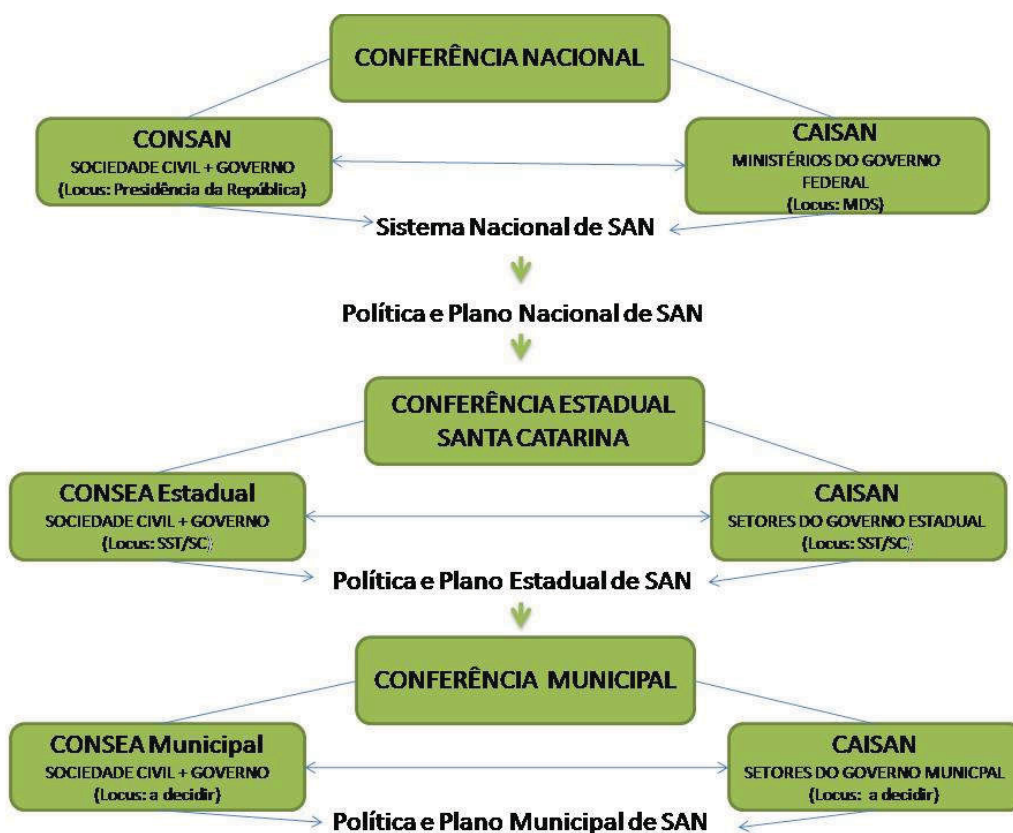 CONFERÊNCIA NACIONAL
CONSAN
SOCIEDADE CIVIL + GOVERNO
(Locus: Presidência da República)
CAISAN
MINISTÉRIOS DO GOVERNO
FEDERAL
(Locus: MDS)
Sistema Nacional de SAN
Política e Plano Nacional de SAN
CONFERÊNCIA ESTADUAL
SANTA CATARINA
CONSEA Estadual
SOCIEDADE CIVIL + GOVERNO
(Locus: SST/SC)
CAISAN
SETORES DO GOVERNO ESTADUAL
(Locus: SST/SC)
Política e Plano Estadual de SAN
CONFERÊNCIA MUNICIPAL
CONSEA Municipal
SOCIEDADE CIVIL + GOVERNO
(Locus: a decidir)
CAISAN
SETORES DO GOVERNO MUNICPAL
(Locus: a decidir)
Política e Plano Municipal de SAN